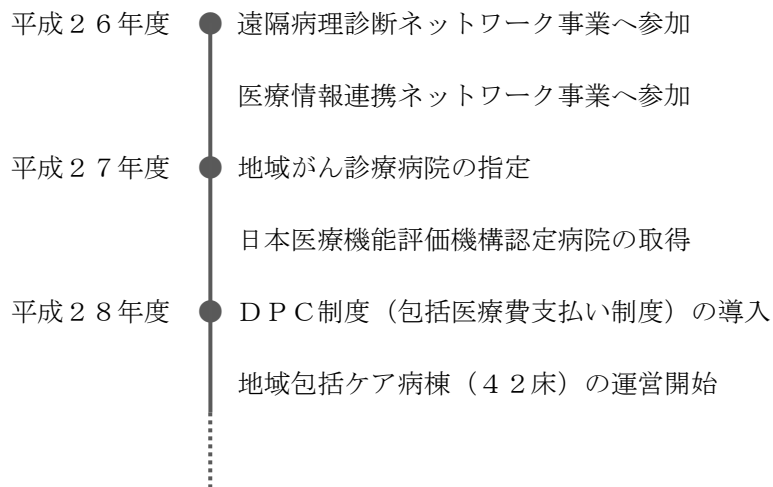 平成２６年度 遠隔病理診断ネットワーク事業へ参加
医療情報連携ネットワーク事業へ参加
平成２７年度 地域がん診療病院の指定
日本医療機能評価機構認定病院の取得
平成２８年度 ＤＰＣ制度（包括医療費支払い制度）の導入
地域包括ケア病棟（４２床）の運営開始